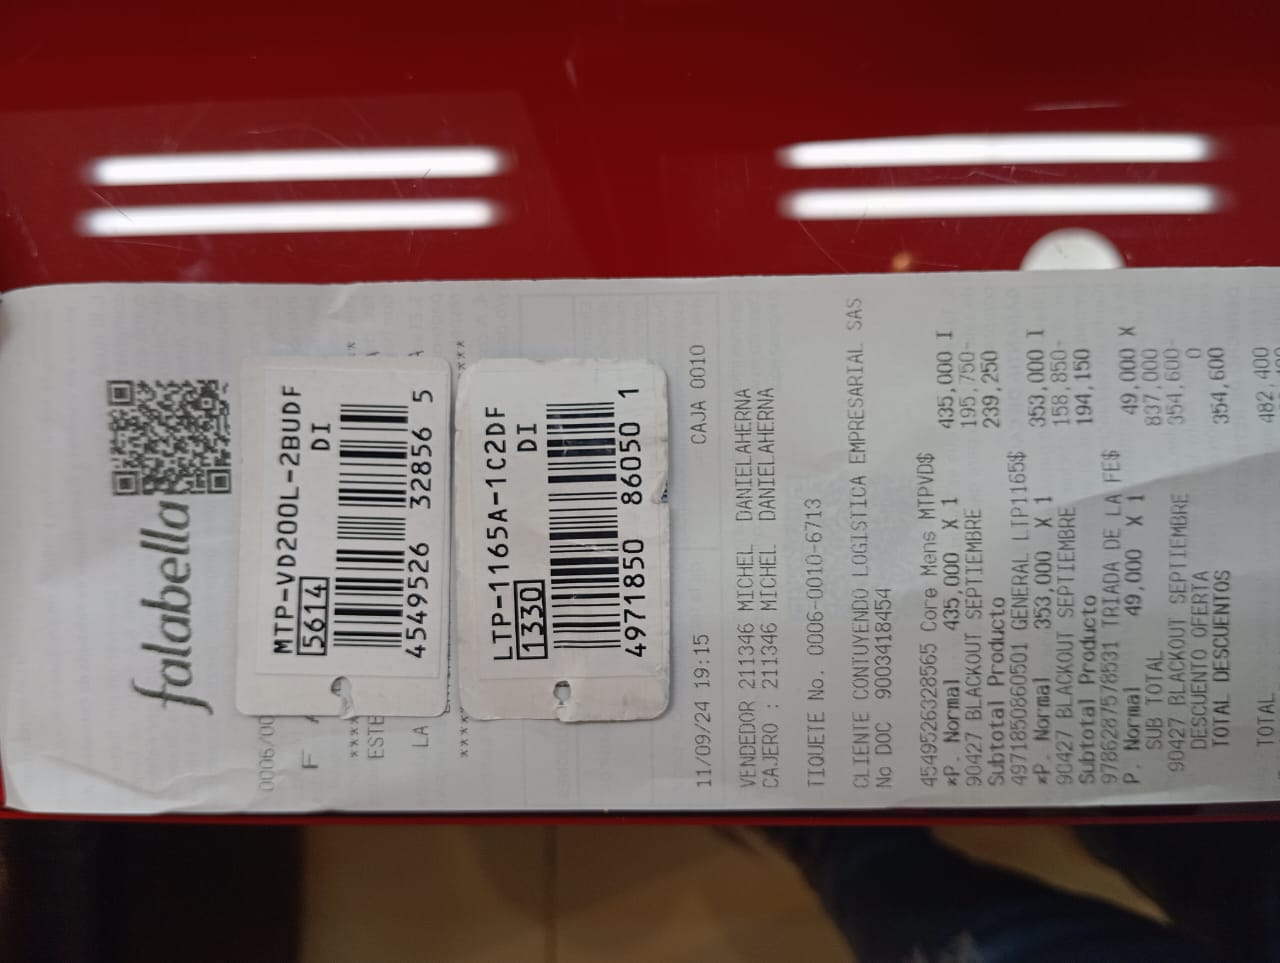 falabella
0006/00
F
ESTE
LA
MTP-VD200L-2BUDF
5614 DI
4549526 32856 5
LTP-1165A-1C2DF
1330 DI
4971850 86050 1
11/09/24 19:15 CAJA 0010
VENDEDOR 211346 MICHEL DANIELAHERNA
CAJERO : 211346 MICHEL DANIELAHERNA
TIQUETE No. 0006-0010-6713
CLIENTE CONTUYENDO LOGISTICA EMPRESARIAL SAS
No DOC 9003418454
4549526328565 Core Mens MTPVD$
*P. Normal 435,000 X 1 435,000 I
90427 BLACKOUT SEPTIEMBRE 195,750-
Subtotal Producto 239,250
4971850860501 GENERAL LTP1165$
*P. Normal 353,000 X 1 353,000 I
90427 BLACKOUT SEPTIEMBRE 158,850-
Subtotal Producto 194,150
9786287578531 TRIADA DE LA FE$
P. Normal 49,000 X 1 49,000 X
SUB TOTAL 837,000
90427 BLACKOUT SEPTIEMBRE 354,600-
DESCUENTO OFERTA 0
TOTAL DESCUENTOS 354,600
TOTAL 482,400